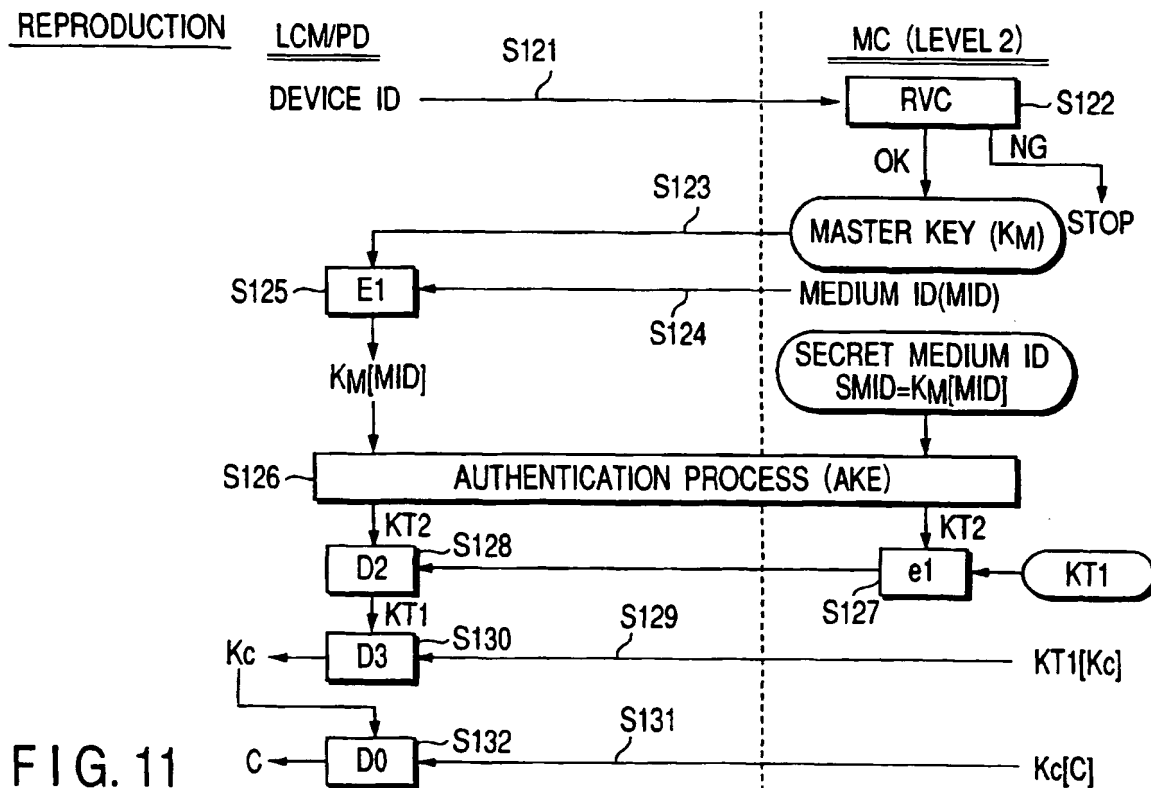 REPRODUCTION
LCM/PD
MC (LEVEL 2)
S121
DEVICE ID
RVC
S122
OK
NG
S123
STOP
MASTER KEY (KM)
S125
E1
MEDIUM ID(MID)
S124
KM[MID]
SECRET MEDIUM ID
SMID=KM[MID]
S126
AUTHENTICATION PROCESS (AKE)
KT2
KT2
S128
D2
e1
KT1
S127
KT1
S130
S129
Kc
D3
KT1[Kc]
S132
S131
C
D0
Kc[C]
FIG. 11